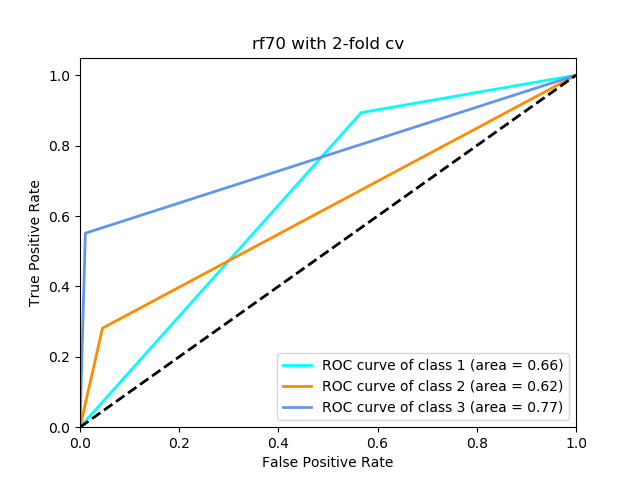 rf70 with 2-fold cv
True Positive Rate
1.0
0.8
0.6
0.4
0.2
0.0
ROC curve of class 1 (area = 0.66)
ROC curve of class 2 (area = 0.62)
ROC curve of class 3 (area = 0.77)
0.0 0.2 0.4 0.6 0.8 1.0
False Positive Rate